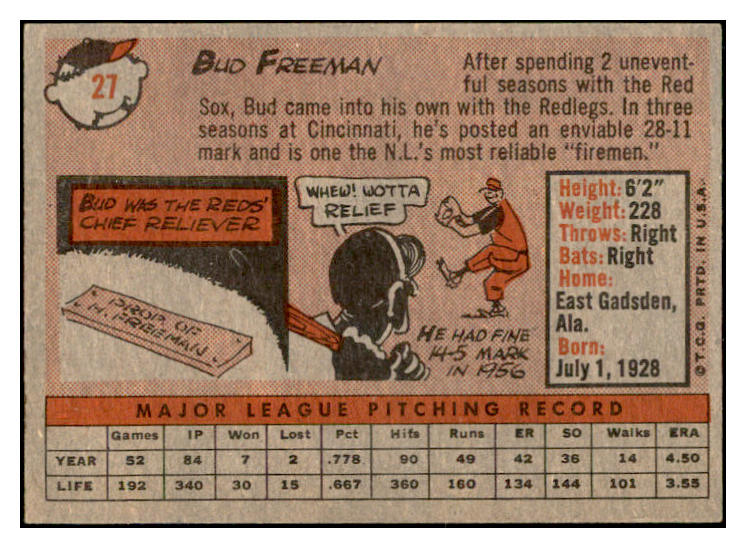 27
BUD FREEMAN
After spending 2 unevent-
ful seasons with the Red
Sox, Bud came into his own with the Redlegs. In three
seasons at Cincinnati, he's posted an enviable 28-11
mark and is one the N.L.'s most reliable "firemen."
BUD WAS THE REDS'
CHIEF RELIEVER
PROP. OF
H. FREEMAN
WHEW! WOTTA
RELIEF
HE HAD FINE
14-5 MARK
IN 1956
Height: 6'2"
Weight: 228
Throws: Right
Bats: Right
Home:
East Gadsden,
Ala.
Born:
July 1, 1928
©T.C.G. PRTD. IN U.S.A.
MAJOR LEAGUE PITCHING RECORD
Games IP Won Lost Pct Hits Runs ER SO Walks ERA
YEAR 52 84 7 2 .778 90 49 42 36 14 4.50
LIFE 192 340 30 15 .667 360 160 134 144 101 3.55